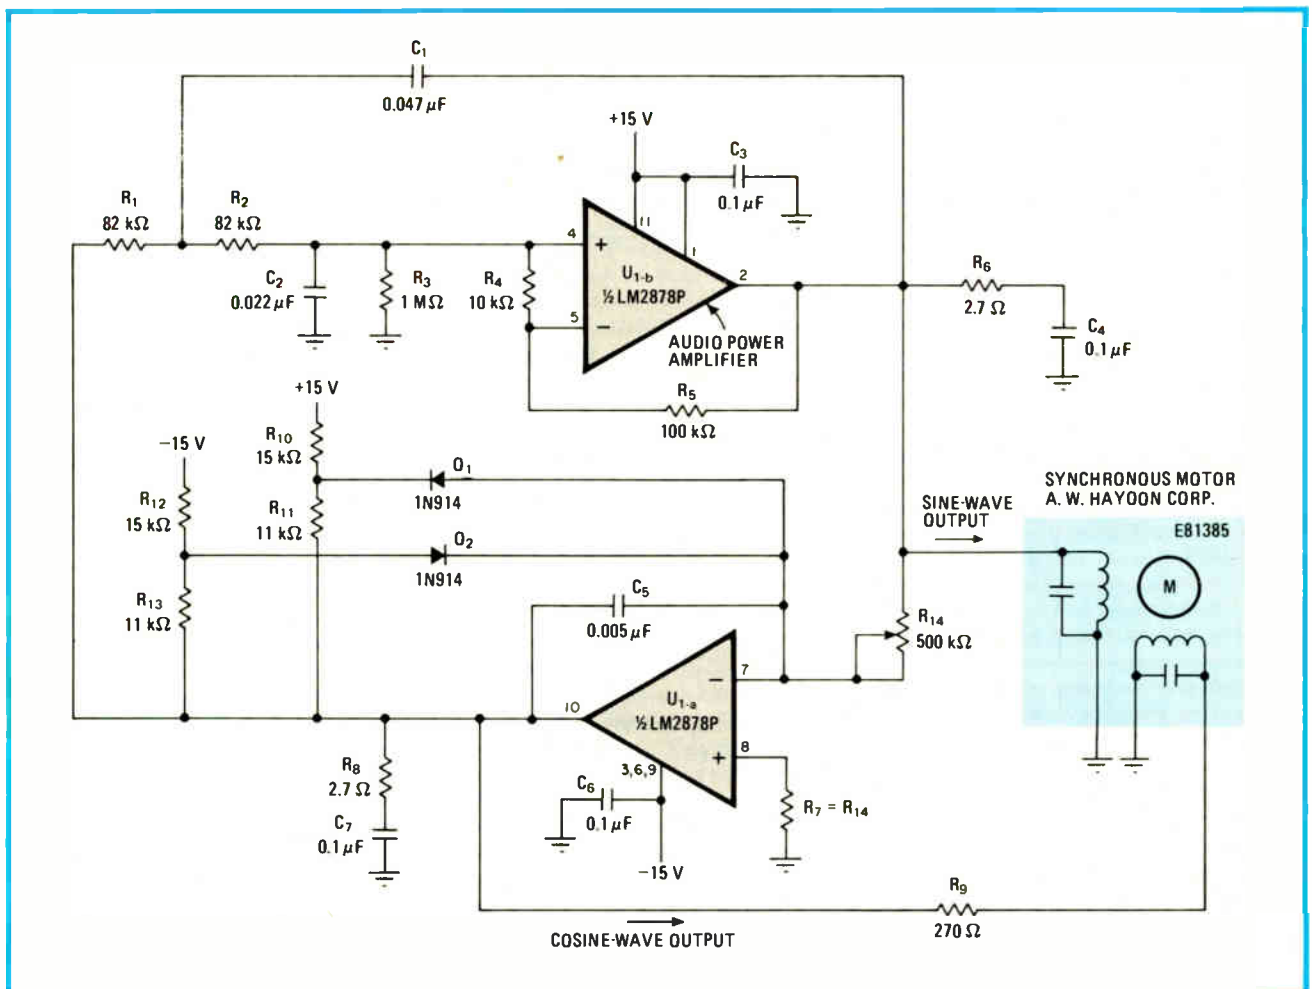 C1
0.047 μF
+15 V
C3
0.1 μF
R1
82 kΩ
R2
82 kΩ
11
1
4
+
U1-b
½ LM2878P
2
R6
2.7 Ω
C2
0.022 μF
R3
1 MΩ
R4
10 kΩ
5
−
AUDIO POWER
AMPLIFIER
C4
0.1 μF
R5
100 kΩ
+15 V
−15 V
R10
15 kΩ
Q1
1N914
R12
15 kΩ
R11
11 kΩ
Q2
1N914
SYNCHRONOUS MOTOR
A. W. HAYOON CORP.
SINE-WAVE
OUTPUT
E81385
M
R13
11 kΩ
C5
0.005 μF
R14
500 kΩ
7
−
U1-a
½ LM2878P
10
8
+
3,6,9
R8
2.7 Ω
C6
0.1 μF
R7 = R14
C7
0.1 μF
−15 V
R9
270 Ω
COSINE-WAVE OUTPUT